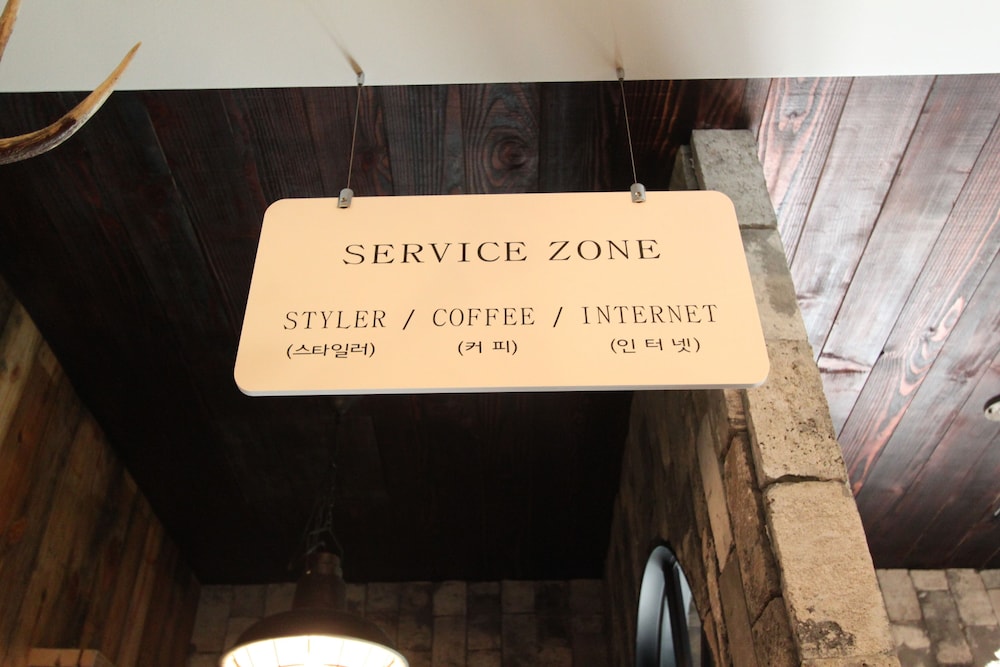 SERVICE ZONE
STYLER / COFFEE / INTERNET
(스타일러) (커 피) (인 터 넷)